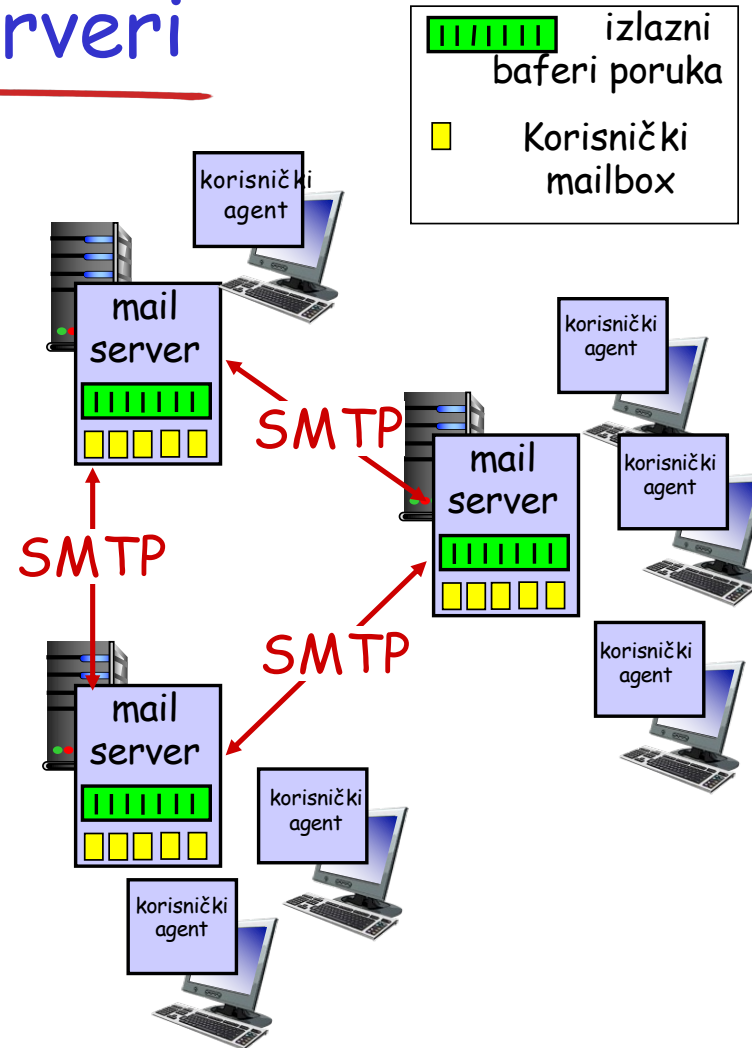 rveri
izlazni
baferi poruka
Korisnički
mailbox
korisnički
agent
mail
server
korisnički
agent
SMTP
mail
server
korisnički
agent
SMTP
SMTP
korisnički
agent
mail
server
korisnički
agent
korisnički
agent